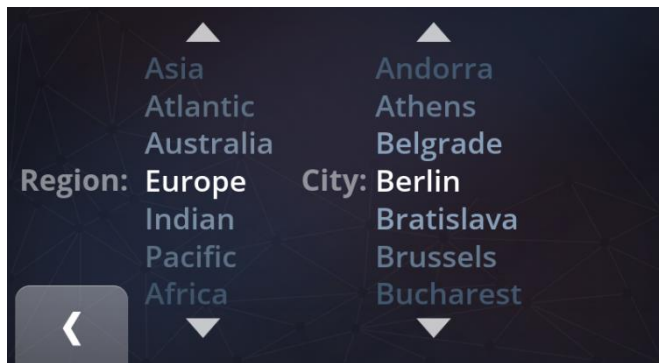 Asia Andorra
Atlantic Athens
Australia Belgrade
Region: Europe City: Berlin
Indian Bratislava
Pacific Brussels
Africa Bucharest